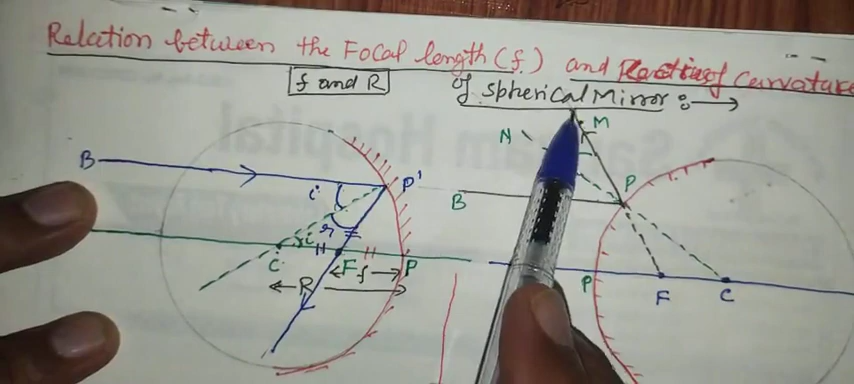 Relation between the Focal length (f) and Radius of Curvature
f and R
of Spherical Mirror :→
N
M
B
P'
i
B
P
r
i
C
F
f
P
R
P
F
C